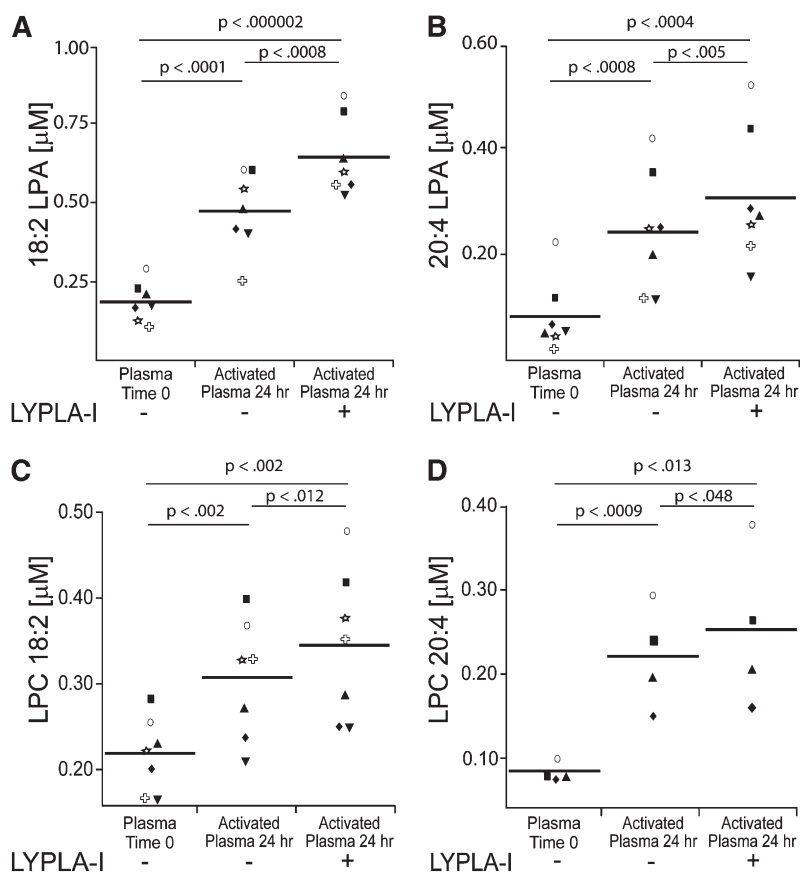 A
p < .000002
p < .0008
p < .0001
18:2 LPA [µM]
1.00
0.75
0.50
0.25
Plasma
Time 0
Activated
Plasma 24 hr
Activated
Plasma 24 hr
LYPLA-I
-
-
+
B
p < .0004
p < .005
p < .0008
20:4 LPA [µM]
0.60
0.40
0.20
Plasma
Time 0
Activated
Plasma 24 hr
Activated
Plasma 24 hr
LYPLA-I
-
-
+
C
p < .002
p < .012
p < .002
LPC 18:2 [µM]
0.50
0.40
0.30
0.20
Plasma
Time 0
Activated
Plasma 24 hr
Activated
Plasma 24 hr
LYPLA-I
-
-
+
D
p < .013
p < .048
p < .0009
LPC 20:4 [µM]
0.40
0.30
0.20
0.10
Plasma
Time 0
Activated
Plasma 24 hr
Activated
Plasma 24 hr
LYPLA-I
-
-
+